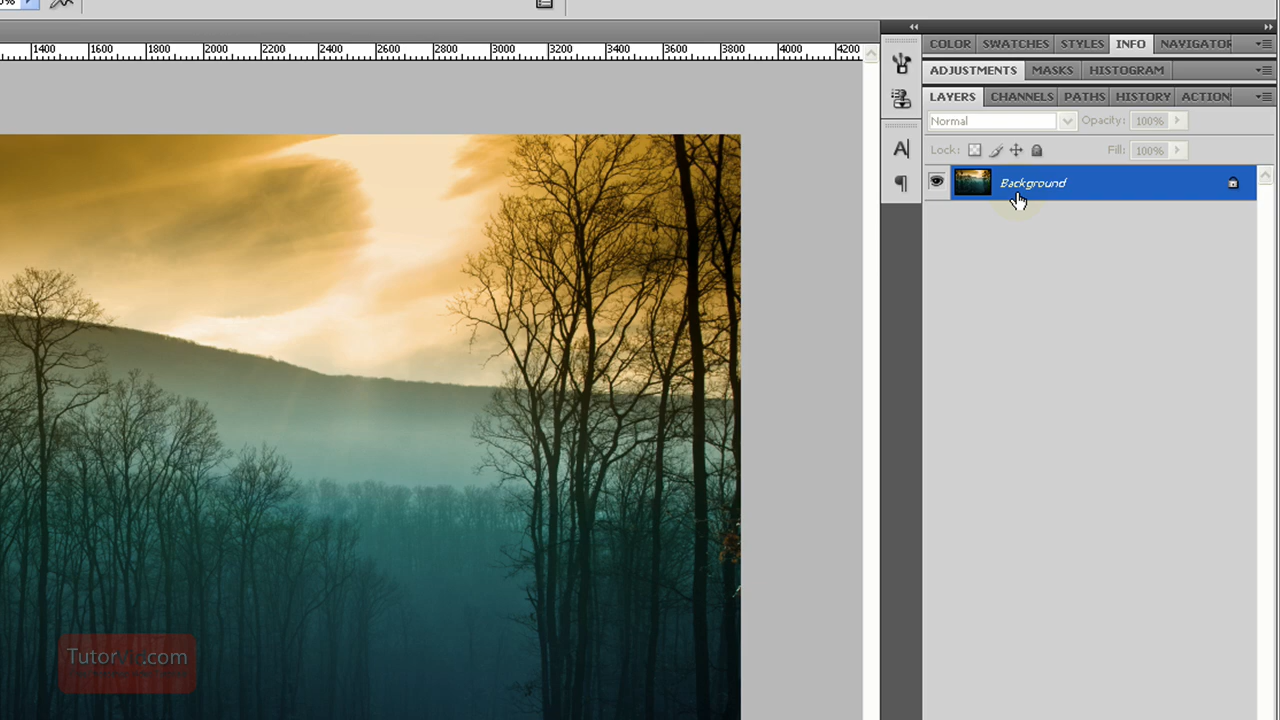 1400 1600 1800 2000 2200 2400 2600 2800 3000 3200 3400 3600 3800 4000 4200
COLOR SWATCHES STYLES INFO NAVIGATOR
ADJUSTMENTS MASKS HISTOGRAM
LAYERS CHANNELS PATHS HISTORY ACTION
Normal Opacity: 100%
A
Lock: Fill: 100%
Background
.com